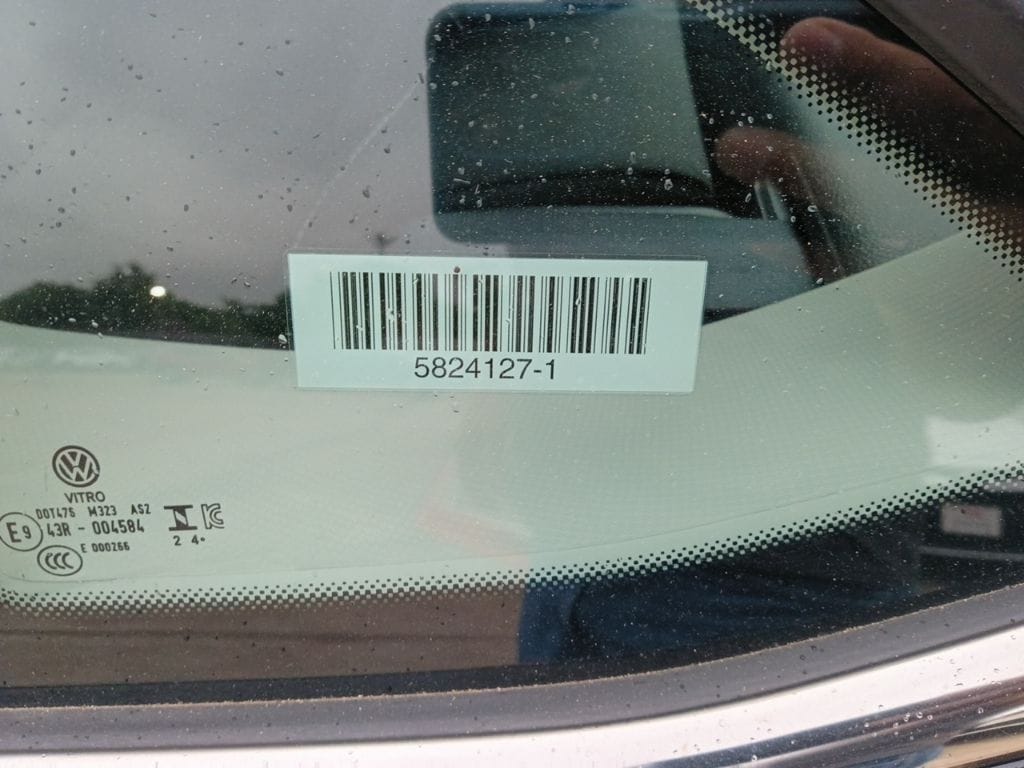 5824127-1
VITRO
DOT476 M323 AS2
E9 43R - 004584
E 000266
CCC
2 4•